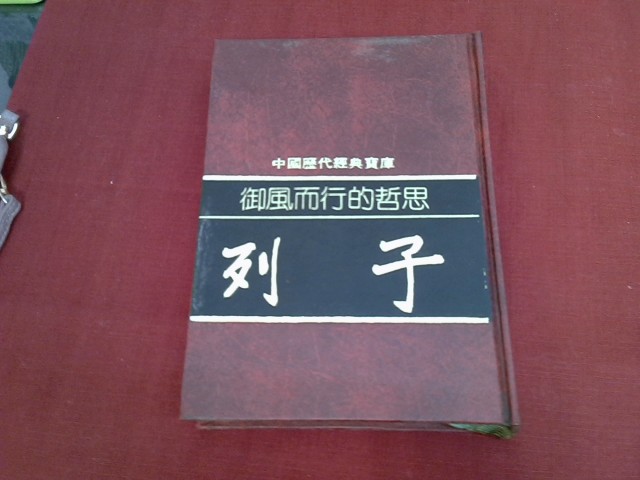 中國歷代經典寶庫
御風而行的哲思
列子